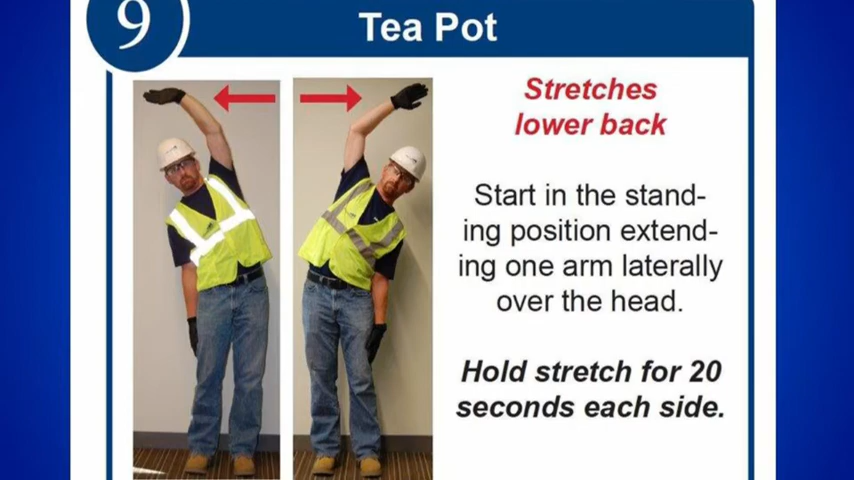 9
Tea Pot
Stretches
lower back
Start in the stand-
ing position extend-
ing one arm laterally
over the head.
Hold stretch for 20
seconds each side.